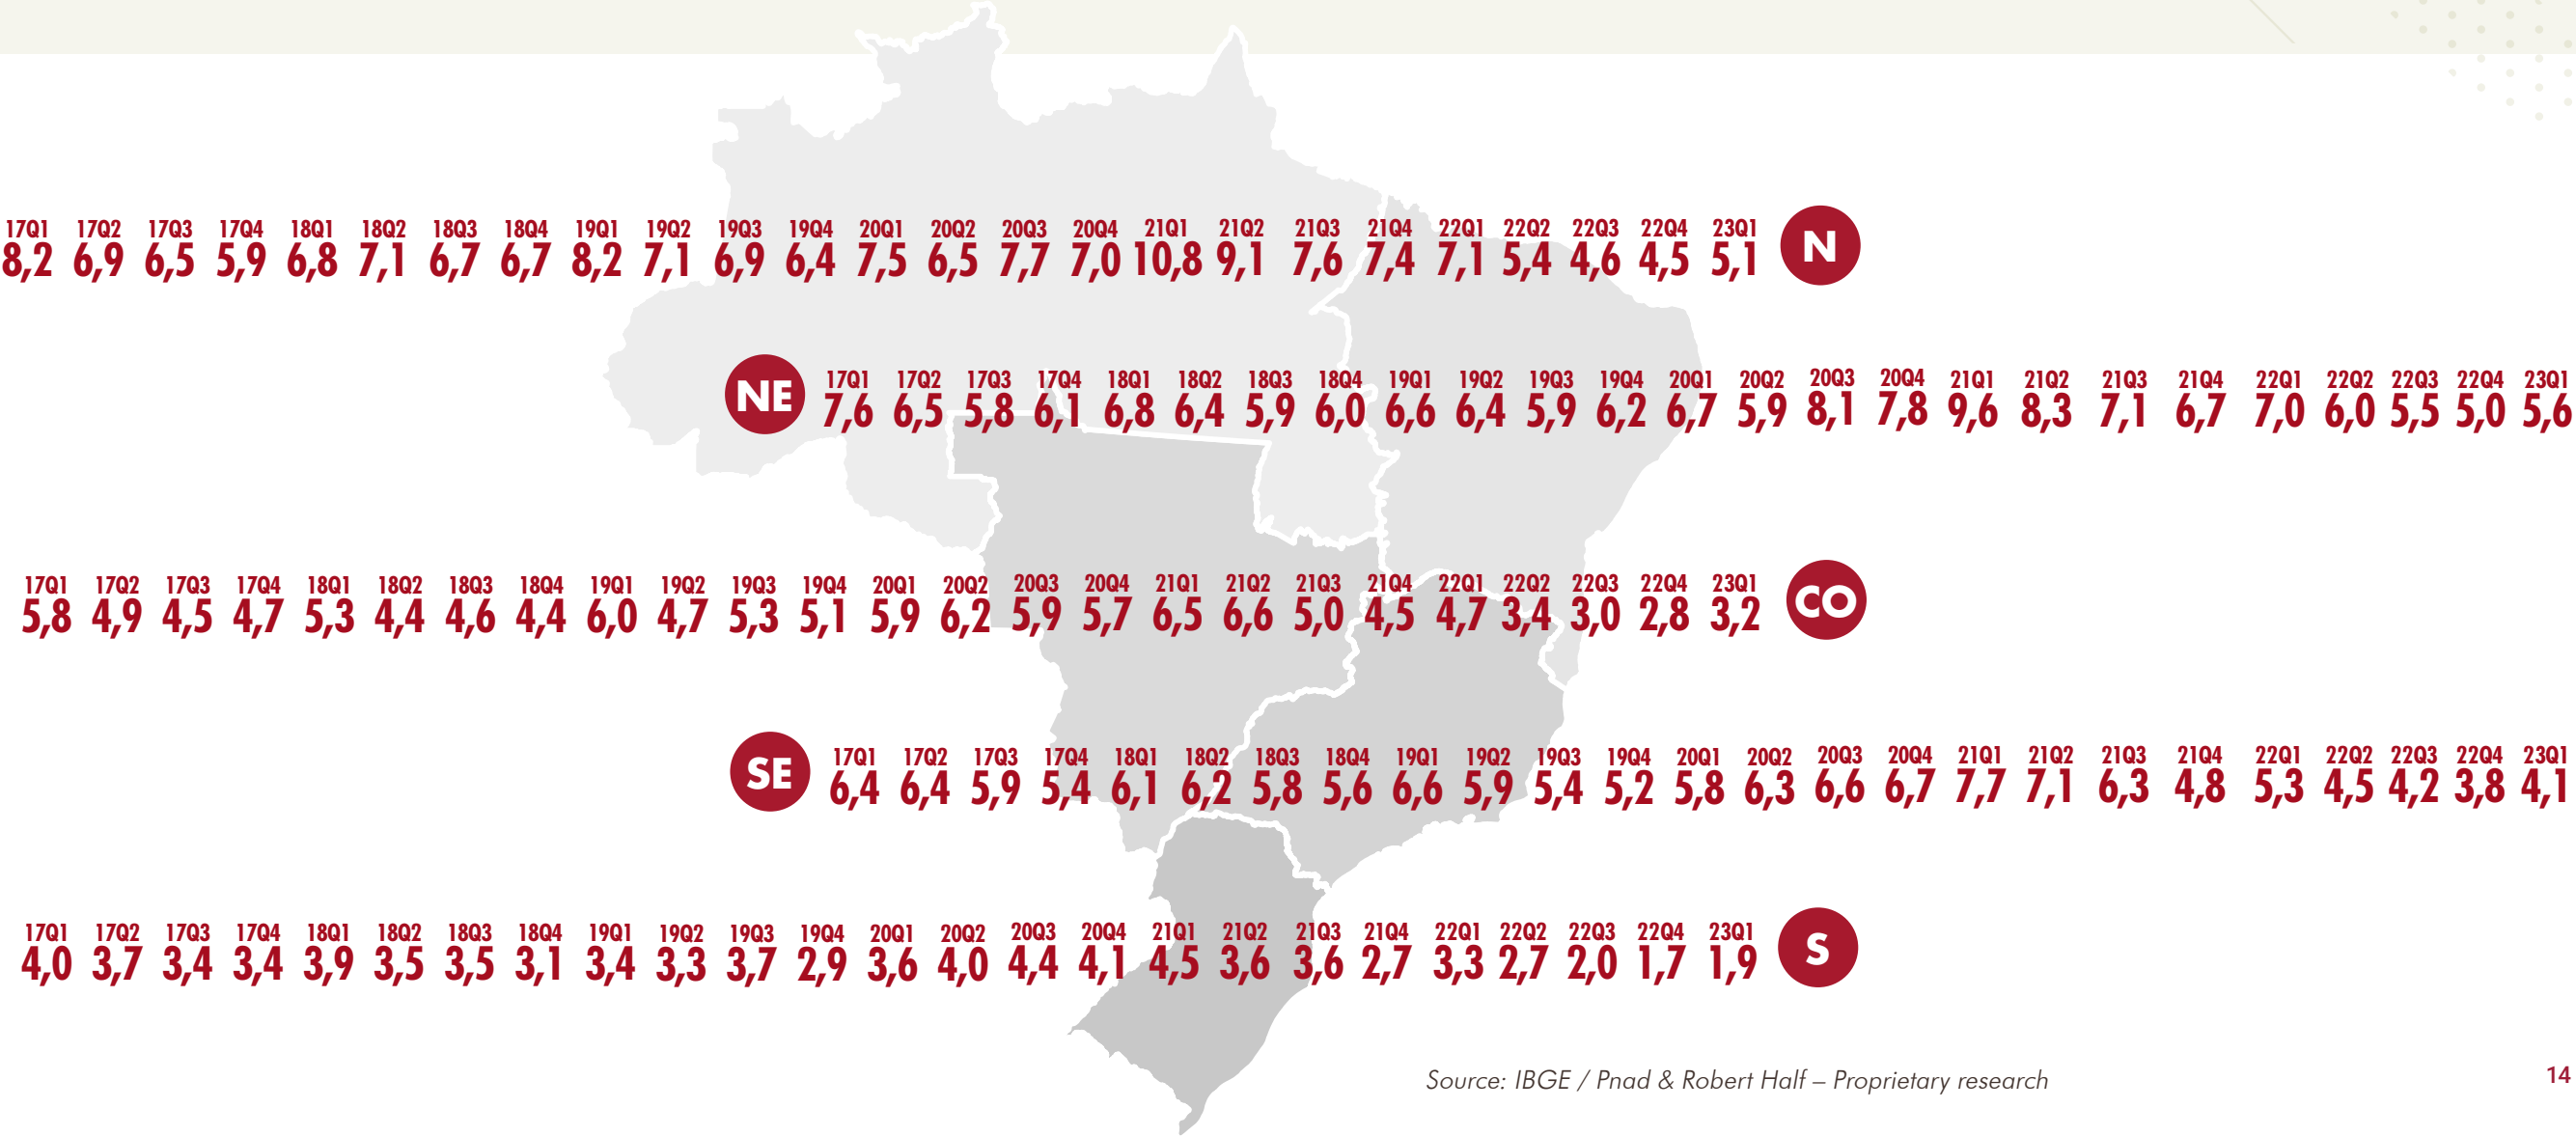 17Q1 17Q2 17Q3 17Q4 18Q1 18Q2 18Q3 18Q4 19Q1 19Q2 19Q3 19Q4 20Q1 20Q2 20Q3 20Q4 21Q1 21Q2 21Q3 21Q4 22Q1 22Q2 22Q3 22Q4 23Q1
8,2 6,9 6,5 5,9 6,8 7,1 6,7 6,7 8,2 7,1 6,9 6,4 7,5 6,5 7,7 7,0 10,8 9,1 7,6 7,4 7,1 5,4 4,6 4,5 5,1
N
NE
17Q1 17Q2 17Q3 17Q4 18Q1 18Q2 18Q3 18Q4 19Q1 19Q2 19Q3 19Q4 20Q1 20Q2 20Q3 20Q4 21Q1 21Q2 21Q3 21Q4 22Q1 22Q2 22Q3 22Q4 23Q1
7,6 6,5 5,8 6,1 6,8 6,4 5,9 6,0 6,6 6,4 5,9 6,2 6,7 5,9 8,1 7,8 9,6 8,3 7,1 6,7 7,0 6,0 5,5 5,0 5,6
17Q1 17Q2 17Q3 17Q4 18Q1 18Q2 18Q3 18Q4 19Q1 19Q2 19Q3 19Q4 20Q1 20Q2 20Q3 20Q4 21Q1 21Q2 21Q3 21Q4 22Q1 22Q2 22Q3 22Q4 23Q1
5,8 4,9 4,5 4,7 5,3 4,4 4,6 4,4 6,0 4,7 5,3 5,1 5,9 6,2 5,9 5,7 6,5 6,6 5,0 4,5 4,7 3,4 3,0 2,8 3,2
CO
SE
17Q1 17Q2 17Q3 17Q4 18Q1 18Q2 18Q3 18Q4 19Q1 19Q2 19Q3 19Q4 20Q1 20Q2 20Q3 20Q4 21Q1 21Q2 21Q3 21Q4 22Q1 22Q2 22Q3 22Q4 23Q1
6,4 6,4 5,9 5,4 6,1 6,2 5,8 5,6 6,6 5,9 5,4 5,2 5,8 6,3 6,6 6,7 7,7 7,1 6,3 4,8 5,3 4,5 4,2 3,8 4,1
17Q1 17Q2 17Q3 17Q4 18Q1 18Q2 18Q3 18Q4 19Q1 19Q2 19Q3 19Q4 20Q1 20Q2 20Q3 20Q4 21Q1 21Q2 21Q3 21Q4 22Q1 22Q2 22Q3 22Q4 23Q1
4,0 3,7 3,4 3,4 3,9 3,5 3,5 3,1 3,4 3,3 3,7 2,9 3,6 4,0 4,4 4,1 4,5 3,6 3,6 2,7 3,3 2,7 2,0 1,7 1,9
S
Source: IBGE / Pnad & Robert Half – Proprietary research
14